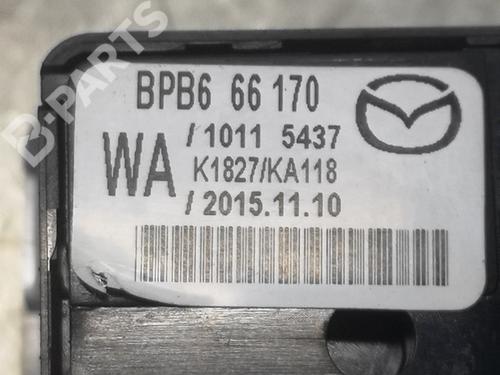 B-PARTS
BPB6 66 170
WA
/1011 5437
K1827/KA118
/2015.11.10